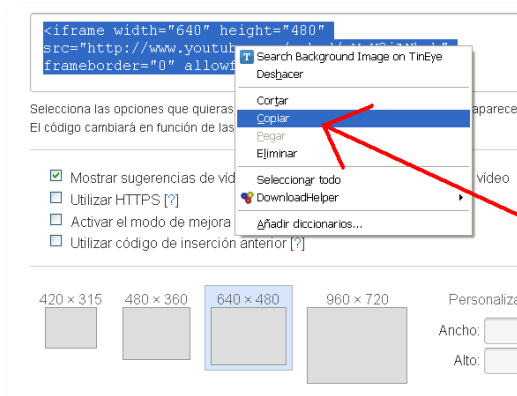 <iframe width="640" height="480"
src="http://www.youtub
frameborder="0" allowf
Search Background Image on TinEye
Deshacer
Cortar
Copiar
Pegar
Eliminar
Seleccionar todo
DownloadHelper
Añadir diccionarios...
Selecciona las opciones que quieras aparece
El código cambiará en función de las
Mostrar sugerencias de víd vídeo
Utilizar HTTPS [?]
Activar el modo de mejora
Utilizar código de inserción anterior [?]
420 × 315 480 × 360 640 × 480 960 × 720 Personaliza
Ancho:
Alto: